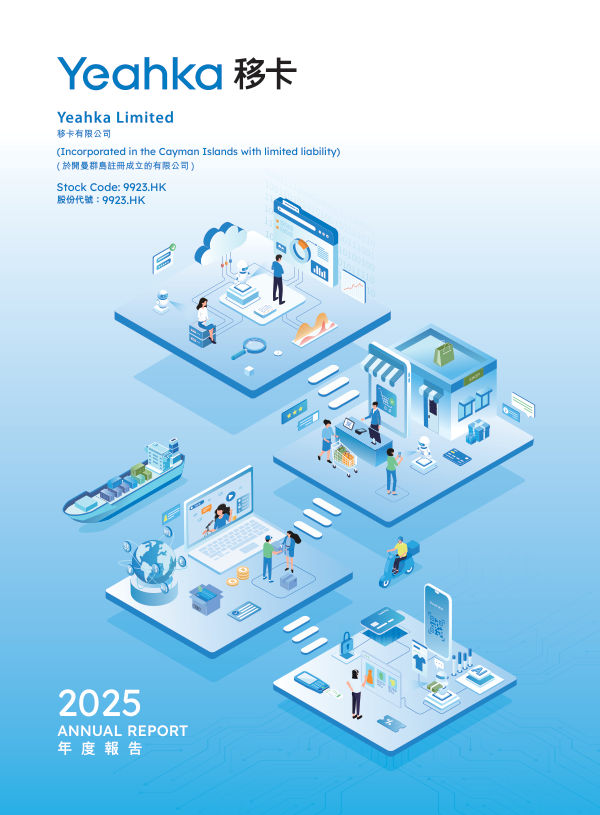 Yeahka 移卡
Yeahka Limited
移卡有限公司
(Incorporated in the Cayman Islands with limited liability)
( 於開曼群島註冊成立的有限公司 )
Stock Code: 9923.HK
股份代號：9923.HK
2025
ANNUAL REPORT
年度報告